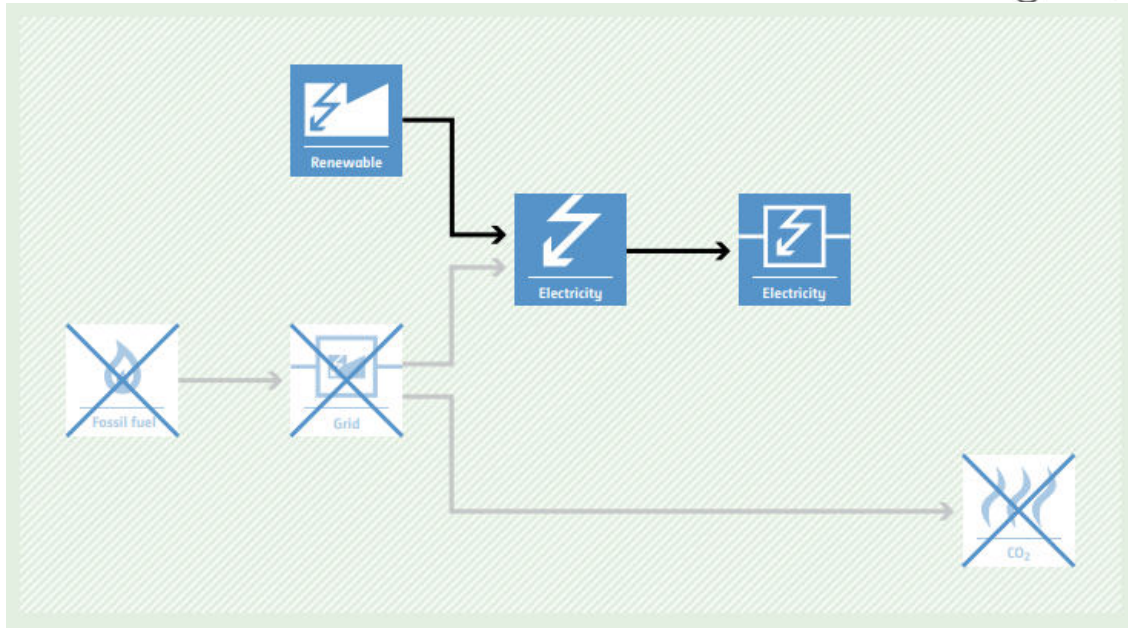 Renewable
Electricity
Electricity
Fossil fuel
Grid
CO₂